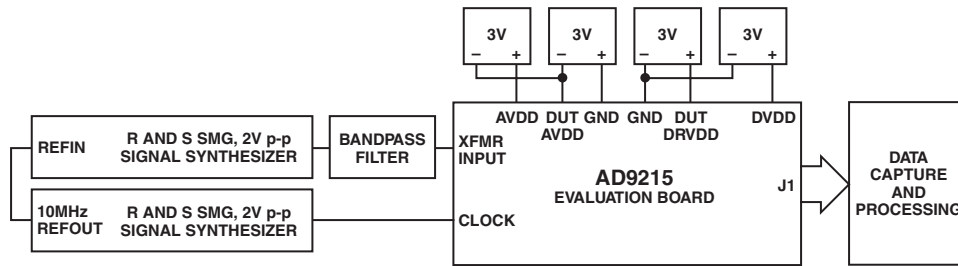 3V
3V
3V
3V
– +
– +
– +
– +
AVDD
DUT
AVDD
GND
GND
DUT
DRVDD
DVDD
REFIN
R AND S SMG, 2V p-p
SIGNAL SYNTHESIZER
BANDPASS
FILTER
XFMR
INPUT
AD9215
EVALUATION BOARD
J1
DATA
CAPTURE
AND
PROCESSING
10MHz
REFOUT
R AND S SMG, 2V p-p
SIGNAL SYNTHESIZER
CLOCK